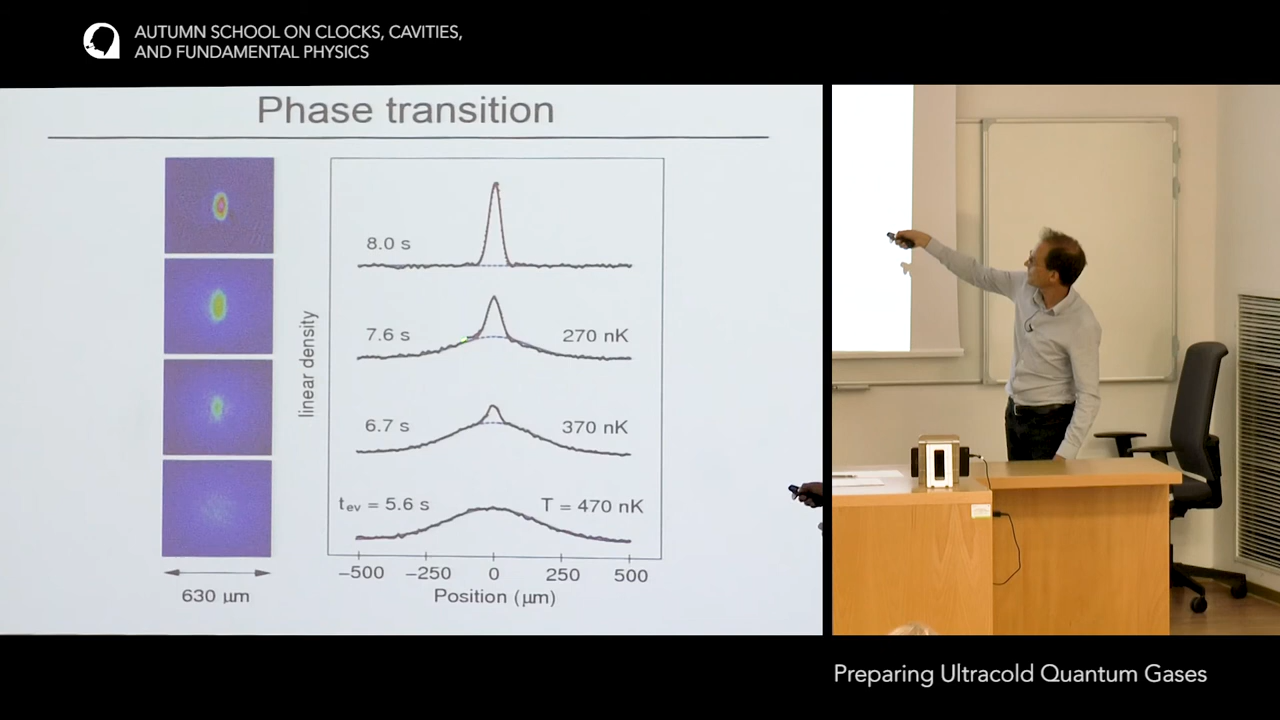 AUTUMN SCHOOL ON CLOCKS, CAVITIES,
AND FUNDAMENTAL PHYSICS
Phase transition
8.0 s
7.6 s
270 nK
6.7 s
370 nK
tev = 5.6 s
T = 470 nK
linear density
−500
−250
0
250
500
Position (μm)
630 μm
Preparing Ultracold Quantum Gases